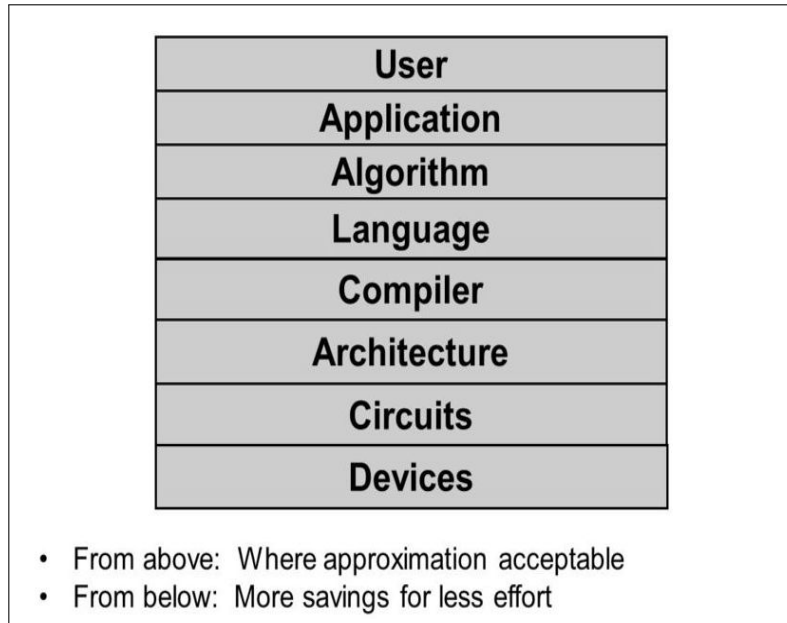 User
Application
Algorithm
Language
Compiler
Architecture
Circuits
Devices
• From above: Where approximation acceptable
• From below: More savings for less effort